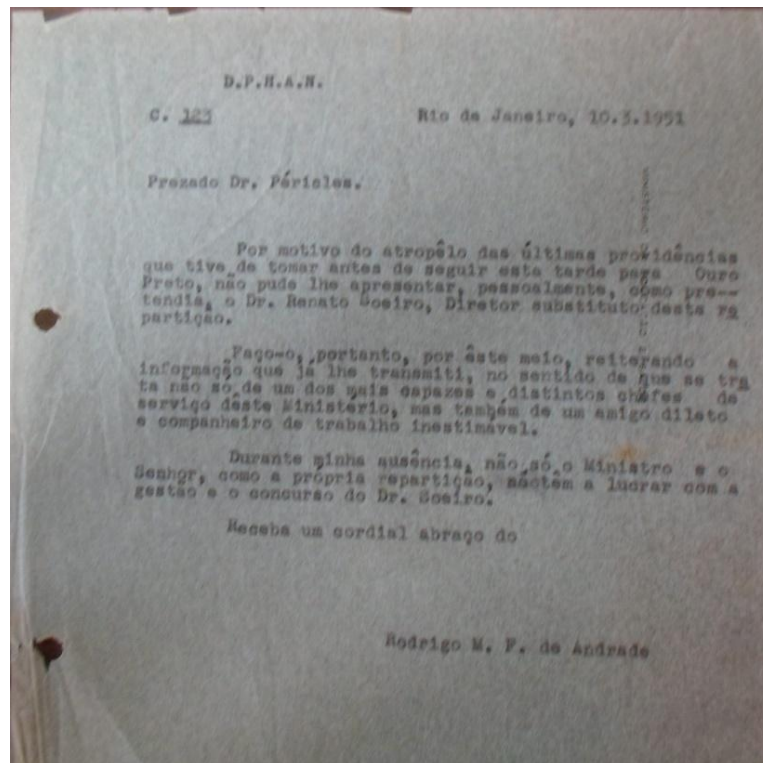 D.P.H.A.N.
C. 123 Rio de Janeiro, 10.3.1951
Prezado Dr. Péricles.
Por motivo do atropêlo das últimas providências
que tive de tomar antes de seguir esta tarde para Ouro
Preto, não pude lhe apresentar, pessoalmente, como pre--
tendia, o Dr. Renato Soeiro, Diretor substituto desta re
partição.
Faço-o, portanto, por êste meio, reiterando a
informação que já lhe transmiti, no sentido de que se tra
ta não só de um dos mais capazes e distintos chefes de
serviço dêste Ministério, mas também de um amigo dileto
e companheiro de trabalho inestimável.
Durante minha ausência, não só o Ministro e o
Senhor, como a própria repartição, só têm a lucrar com a
gestão e o concurso do Dr. Soeiro.
Receba um cordial abraço do
Rodrigo M. F. de Andrade